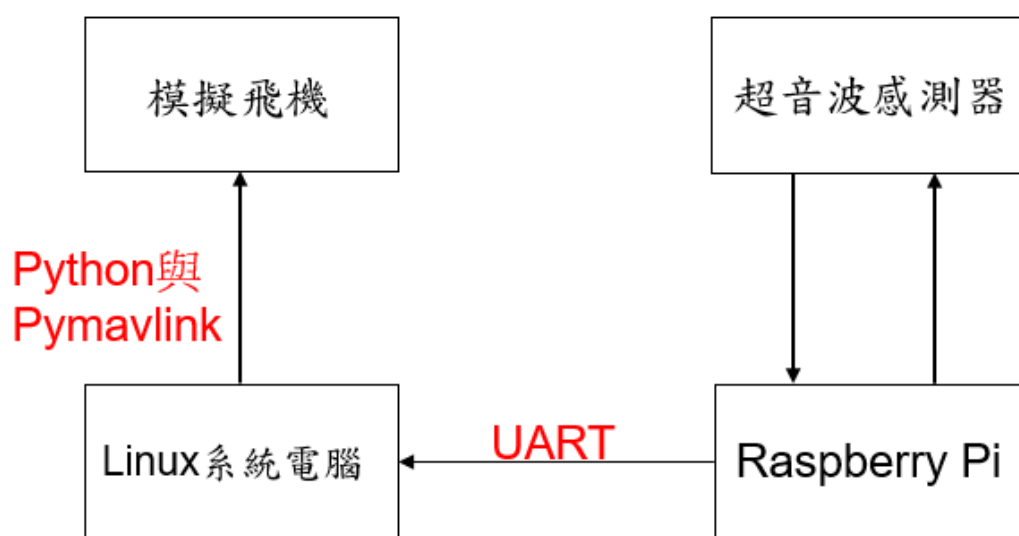 模擬飛機
超音波感測器
Python與
Pymavlink
UART
Linux系統電腦
Raspberry Pi